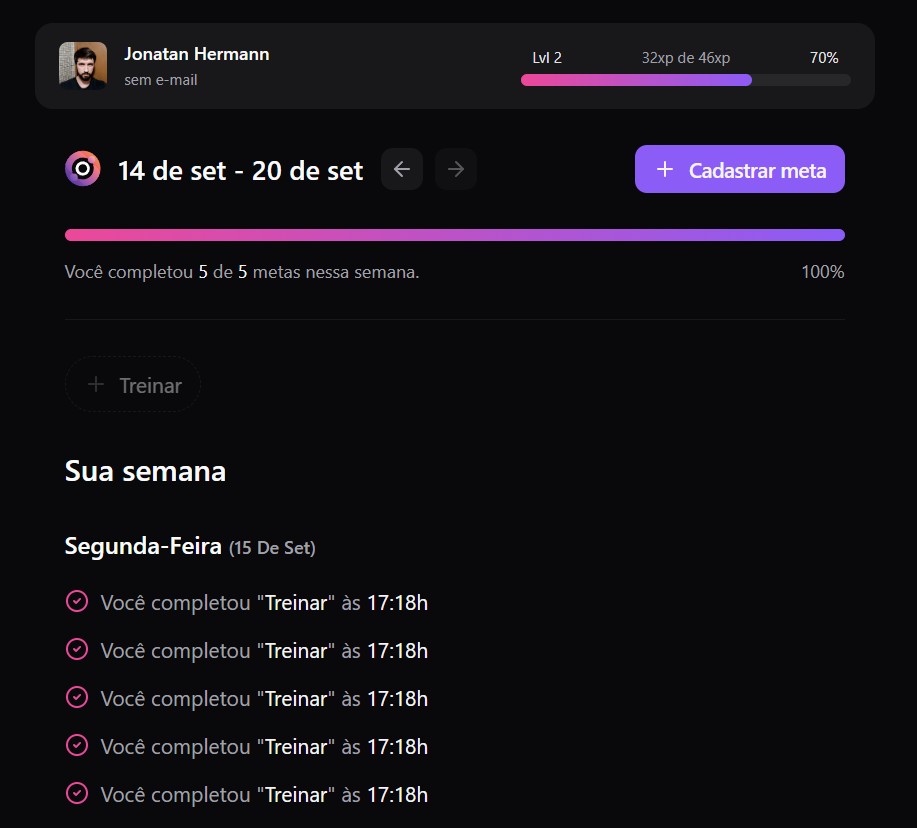 Jonatan Hermann
sem e-mail
Lvl 2 32xp de 46xp 70%
14 de set - 20 de set
Cadastrar meta
Você completou 5 de 5 metas nessa semana. 100%
Treinar
Sua semana
Segunda-Feira (15 De Set)
Você completou "Treinar" às 17:18h
Você completou "Treinar" às 17:18h
Você completou "Treinar" às 17:18h
Você completou "Treinar" às 17:18h
Você completou "Treinar" às 17:18h